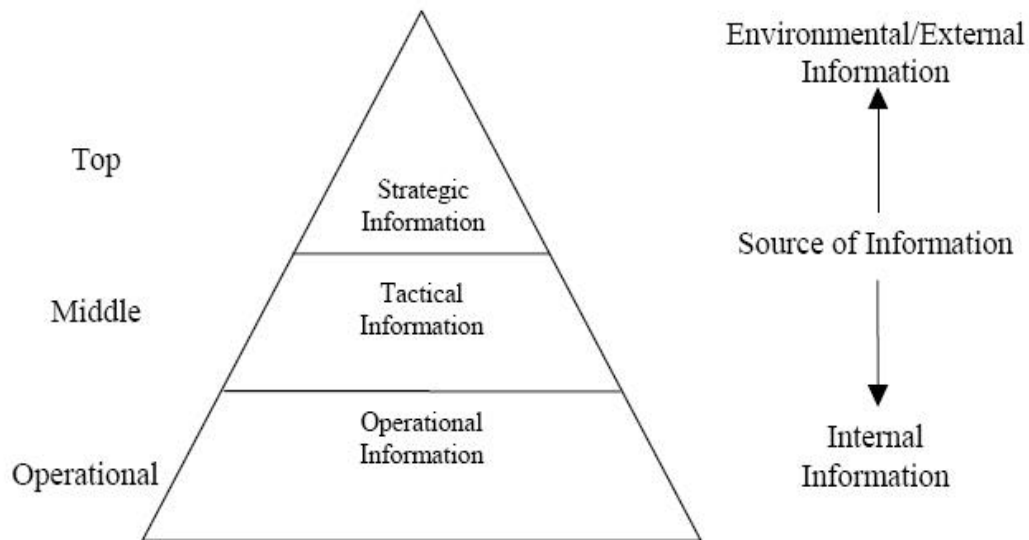 Environmental/External
Information
Top
Strategic
Information
Source of Information
Middle
Tactical
Information
Operational
Operational
Information
Internal
Information